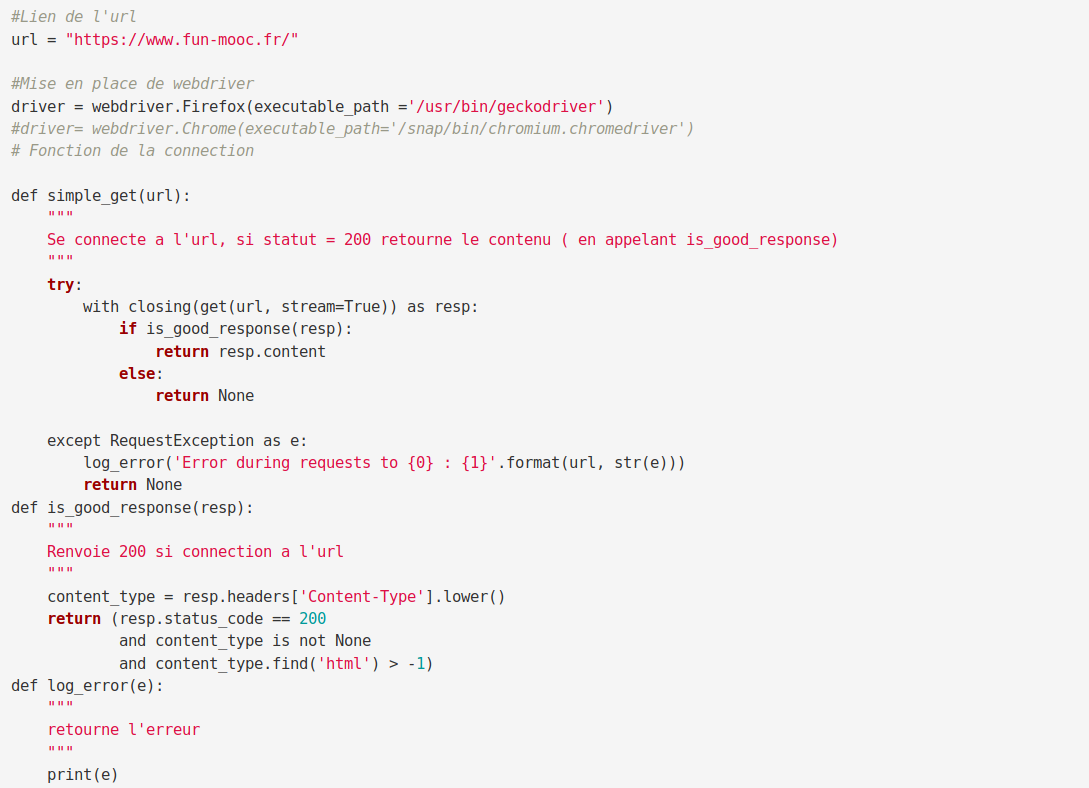 #Lien de l'url
url = "https://www.fun-mooc.fr/"

#Mise en place de webdriver
driver = webdriver.Firefox(executable_path ='/usr/bin/geckodriver')
#driver= webdriver.Chrome(executable_path='/snap/bin/chromium.chromedriver')
# Fonction de la connection

def simple_get(url):
    """
    Se connecte a l'url, si statut = 200 retourne le contenu ( en appelant is_good_response)
    """
    try:
        with closing(get(url, stream=True)) as resp:
            if is_good_response(resp):
                return resp.content
            else:
                return None

    except RequestException as e:
        log_error('Error during requests to {0} : {1}'.format(url, str(e)))
        return None
def is_good_response(resp):
    """
    Renvoie 200 si connection a l'url
    """
    content_type = resp.headers['Content-Type'].lower()
    return (resp.status_code == 200
            and content_type is not None
            and content_type.find('html') > -1)
def log_error(e):
    """
    retourne l'erreur
    """
    print(e)